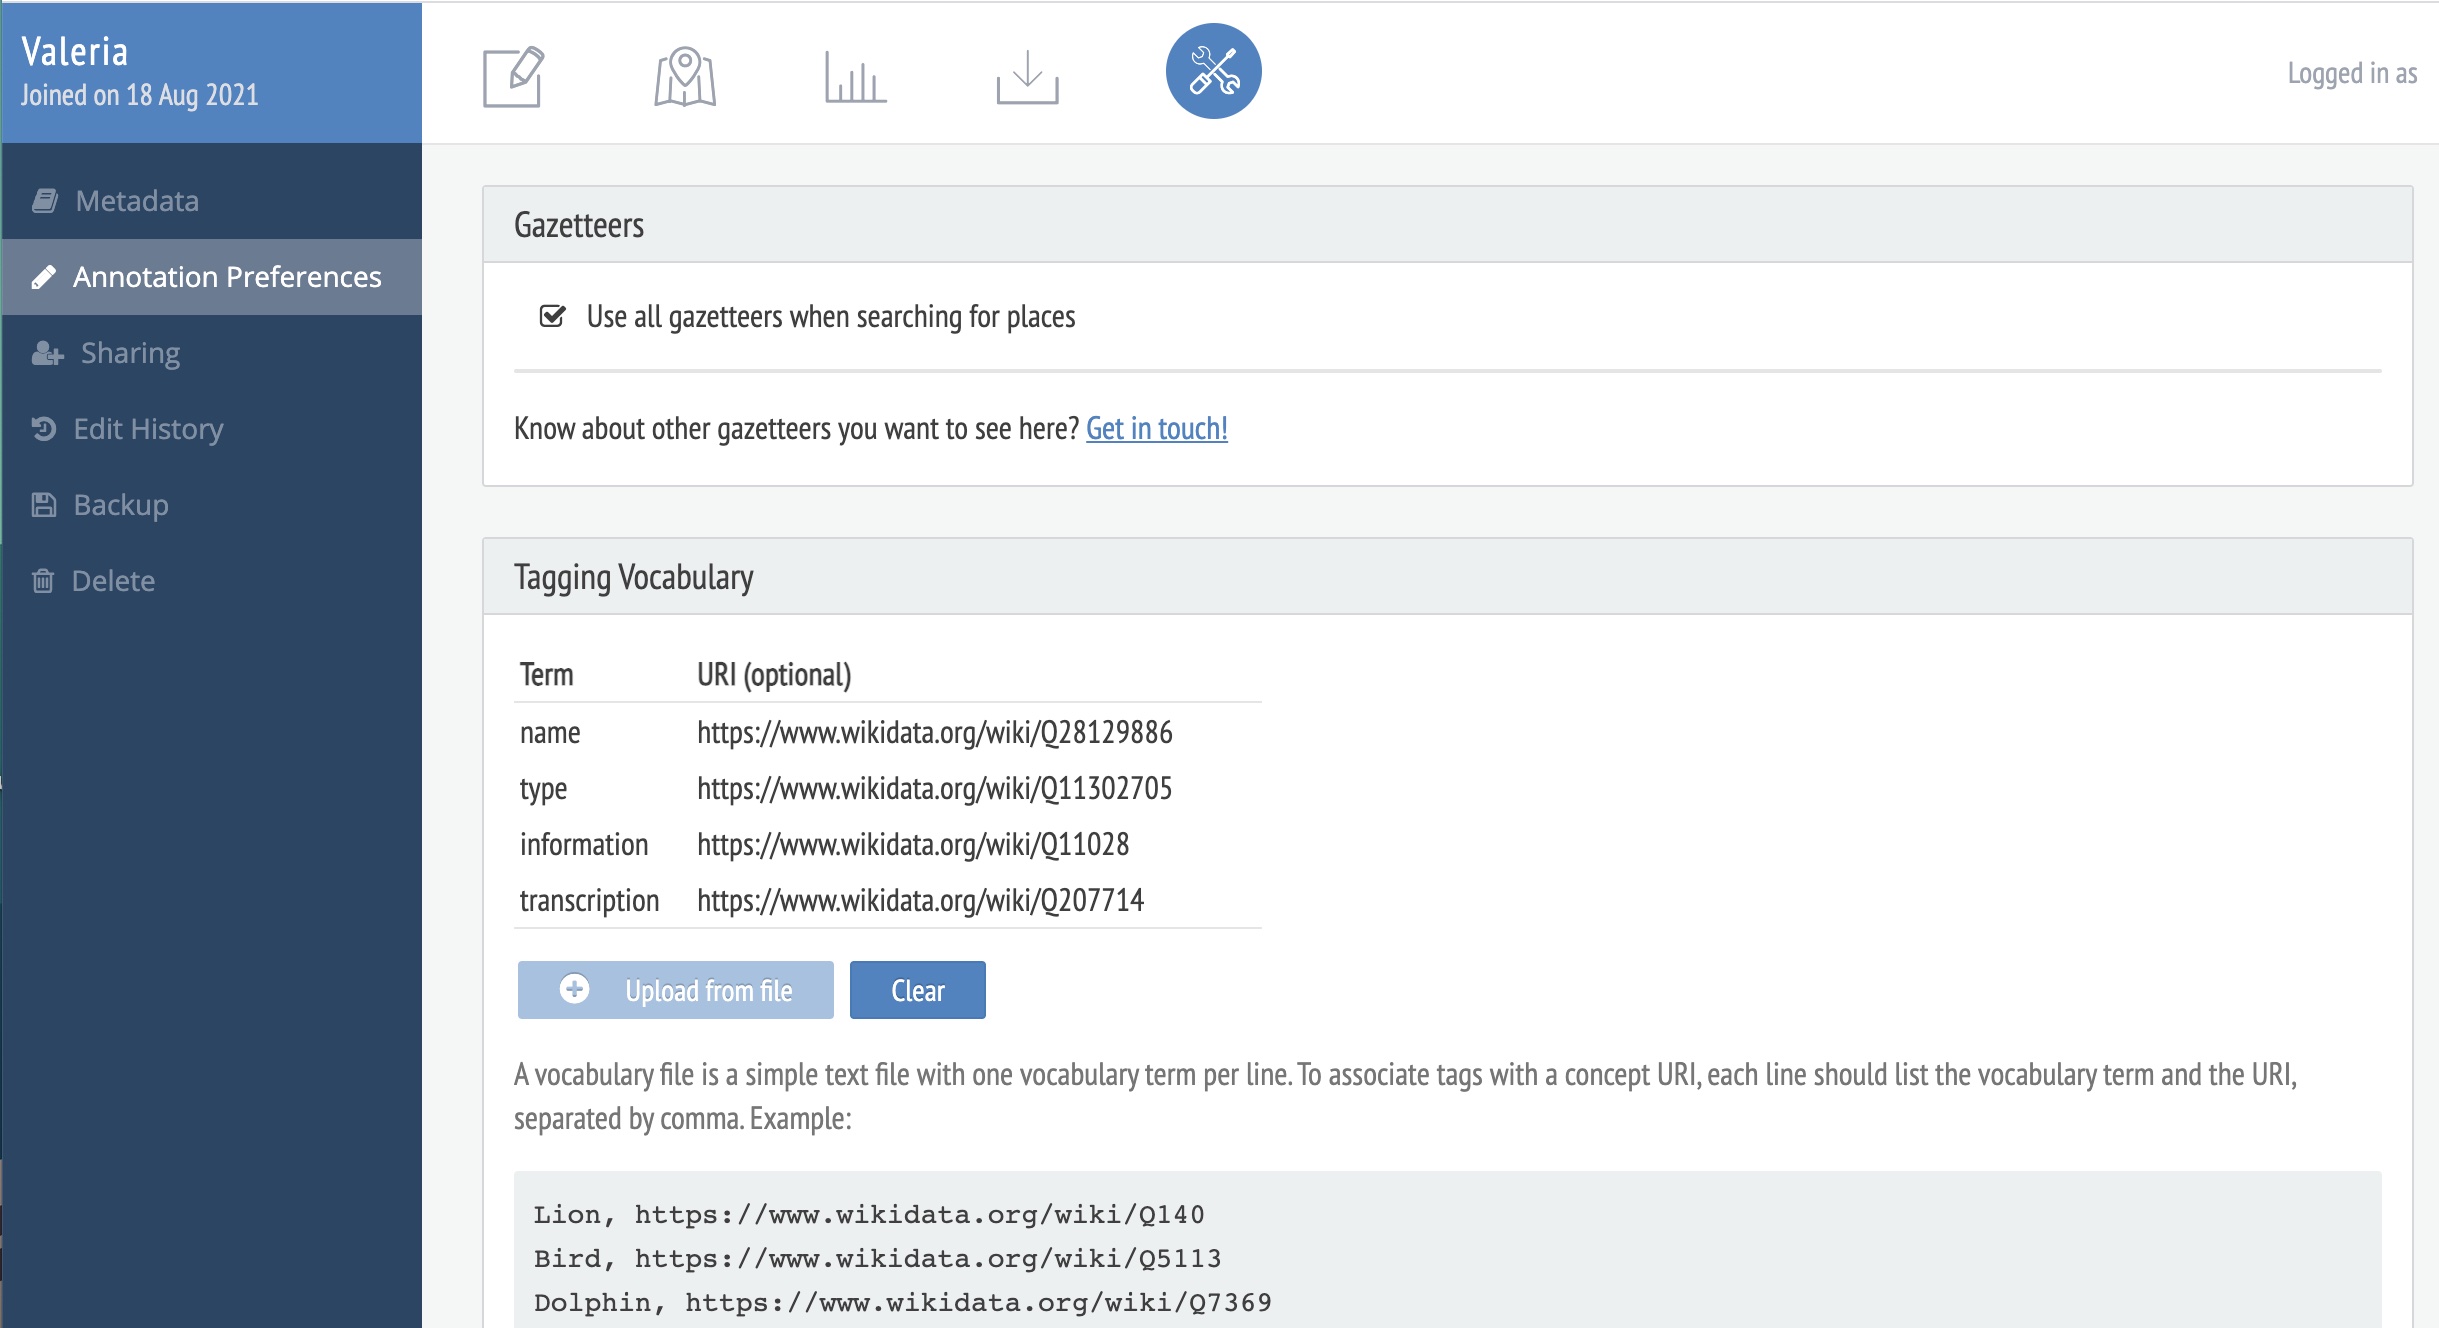 Valeria
Joined on 18 Aug 2021
Logged in as
Metadata
Annotation Preferences
Sharing
Edit History
Backup
Delete
Gazetteers
Use all gazetteers when searching for places
Know about other gazetteers you want to see here? Get in touch!
Tagging Vocabulary
Term URI (optional)
name https://www.wikidata.org/wiki/Q28129886
type https://www.wikidata.org/wiki/Q11302705
information https://www.wikidata.org/wiki/Q11028
transcription https://www.wikidata.org/wiki/Q207714
Upload from file Clear
A vocabulary file is a simple text file with one vocabulary term per line. To associate tags with a concept URI, each line should list the vocabulary term and the URI,
separated by comma. Example:
Lion, https://www.wikidata.org/wiki/Q140
Bird, https://www.wikidata.org/wiki/Q5113
Dolphin, https://www.wikidata.org/wiki/Q7369